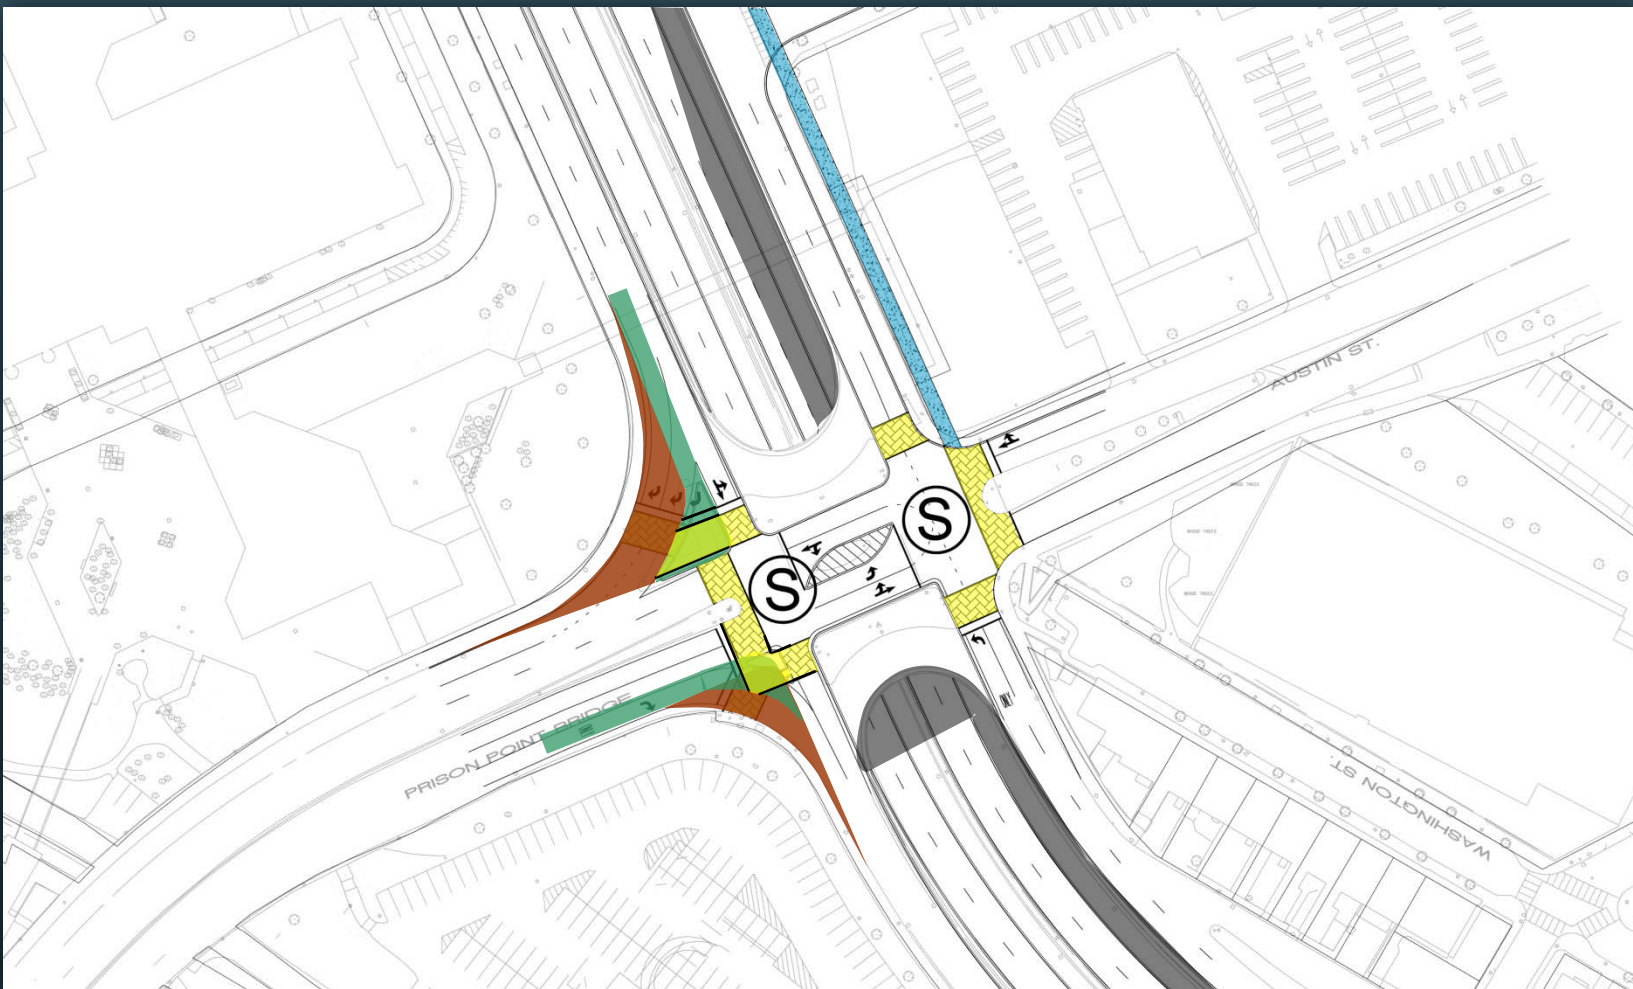 AUSTIN ST.
S
S
PRISON POINT BRIDGE
WASHINGTON ST.